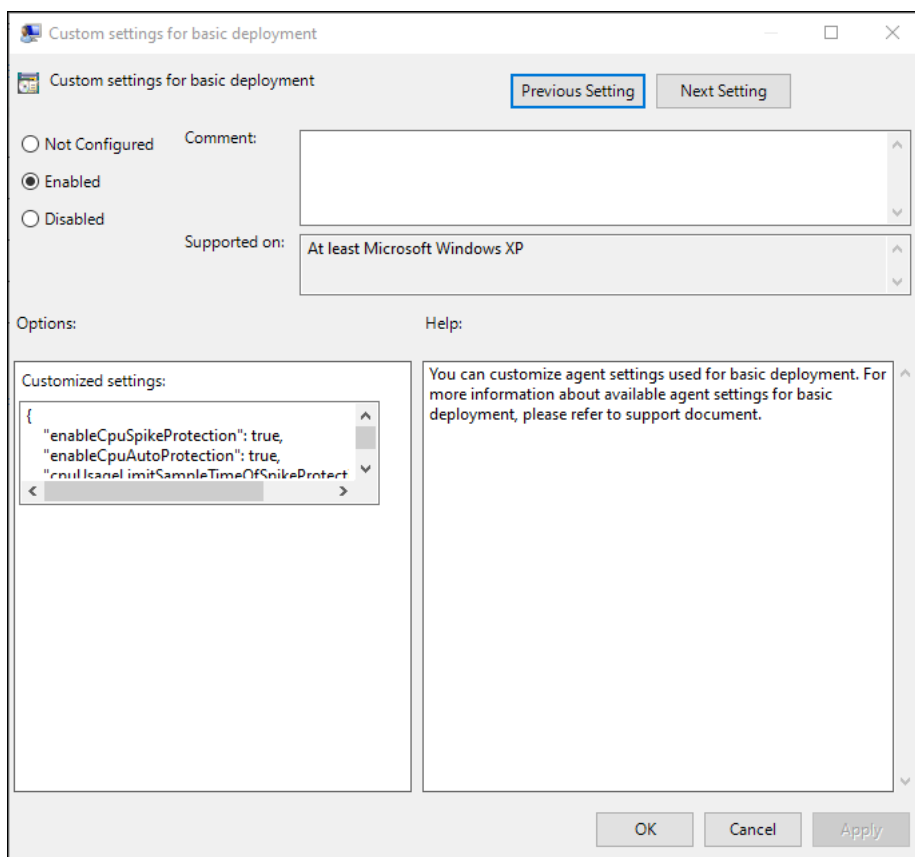 Custom settings for basic deployment
Custom settings for basic deployment
Previous Setting
Next Setting
Not Configured
Comment:
Enabled
Disabled
Supported on:
At least Microsoft Windows XP
Options:
Help:
Customized settings:
{
"enableCpuSpikeProtection": true,
"enableCpuAutoProtection": true,
"cpuUsageLimitSampleTimeOfSpikeProtect
You can customize agent settings used for basic deployment. For
more information about available agent settings for basic
deployment, please refer to support document.
OK
Cancel
Apply